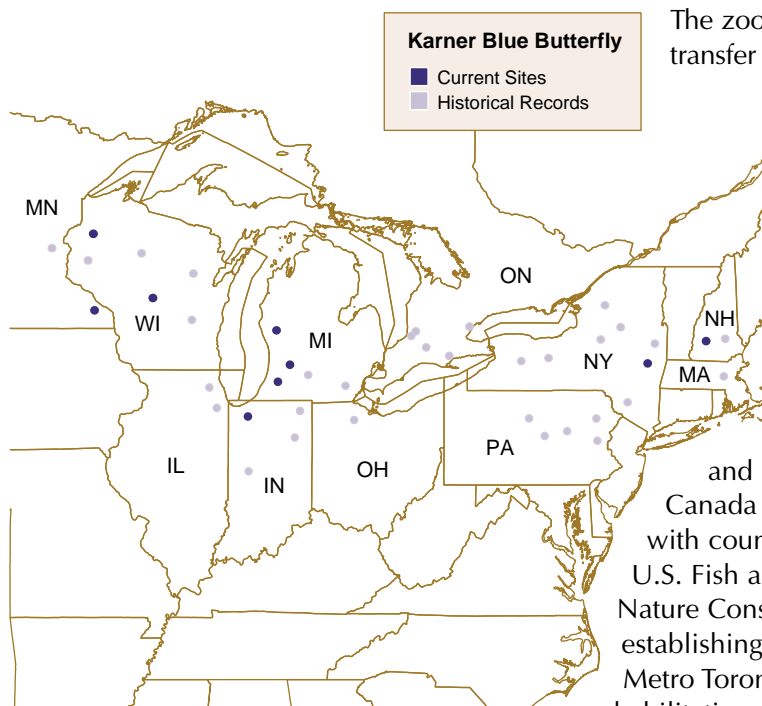 The zoo
transfer
Karner Blue Butterfly
Current Sites
Historical Records
MN
WI
MI
ON
NH
NY
MA
IL
IN
OH
PA
and
Canada
with coun
U.S. Fish a
Nature Cons
establishing
Metro Toron